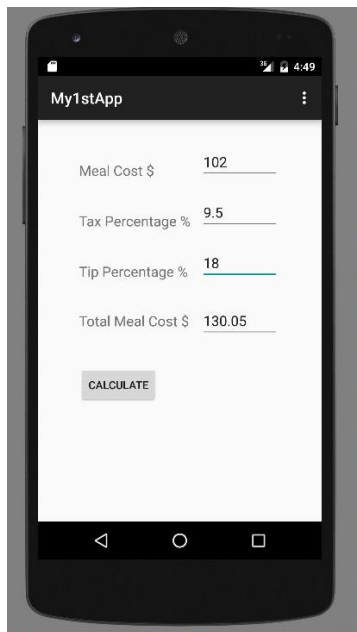 3G 4:49
My1stApp
Meal Cost $ 102
Tax Percentage % 9.5
Tip Percentage % 18
Total Meal Cost $ 130.05
CALCULATE